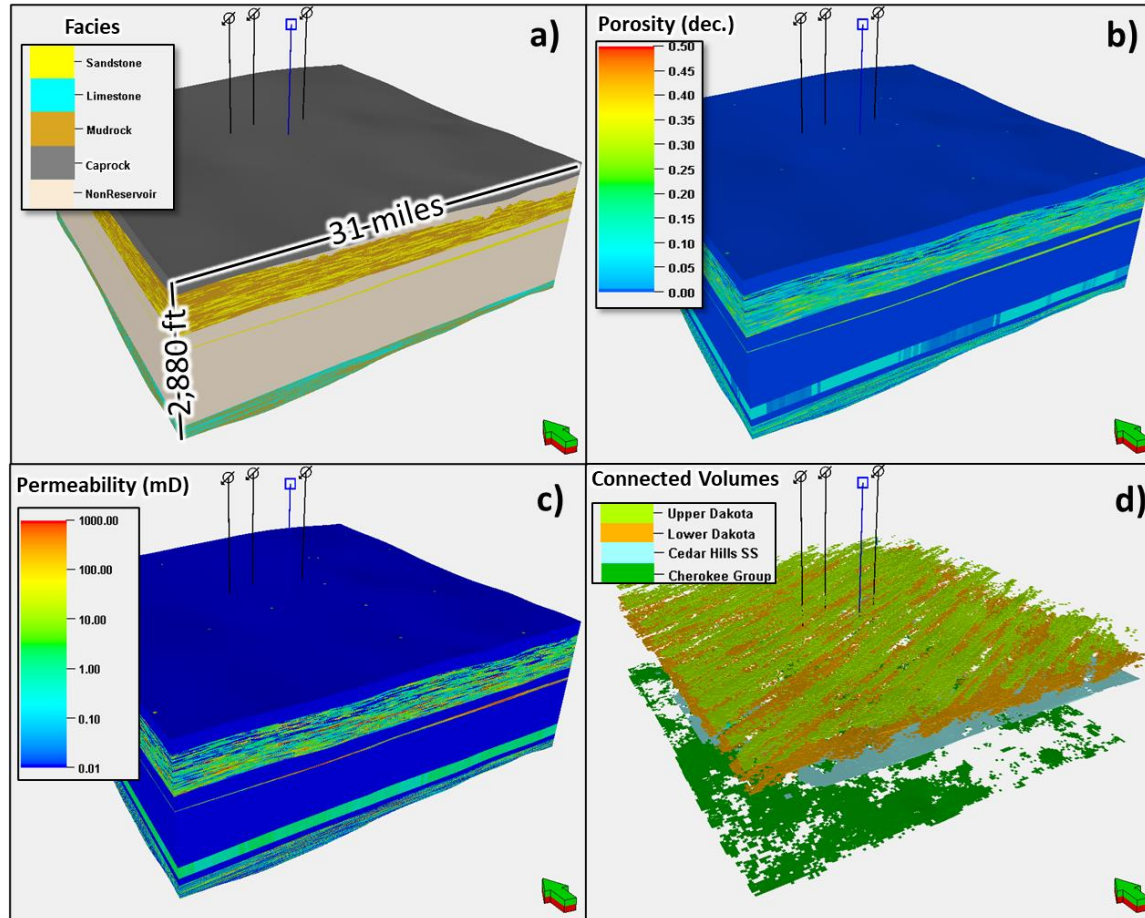 Facies
Sandstone
Limestone
Mudrock
Caprock
NonReservoir
31 miles
2,880 ft
a)
Porosity (dec.)
0.50
0.45
0.40
0.35
0.30
0.25
0.20
0.15
0.10
0.05
0.00
b)
Permeability (mD)
1000.00
100.00
10.00
1.00
0.10
0.01
c)
Connected Volumes
Upper Dakota
Lower Dakota
Cedar Hills SS
Cherokee Group
d)